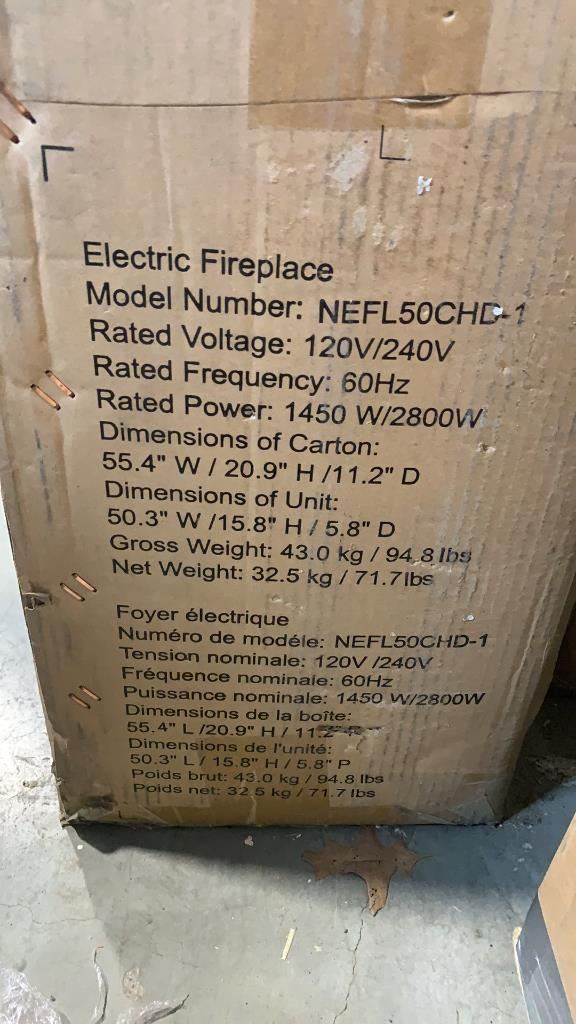 Electric Fireplace
Model Number: NEFL50CHD-1
Rated Voltage: 120V/240V
Rated Frequency: 60Hz
Rated Power: 1450 W/2800W
Dimensions of Carton:
55.4" W / 20.9" H /11.2" D
Dimensions of Unit:
50.3" W /15.8" H / 5.8" D
Gross Weight: 43.0 kg / 94.8 lbs
Net Weight: 32.5 kg / 71.7lbs
Foyer électrique
Numéro de modéle: NEFL50CHD-1
Tension nominale: 120V /240V
Fréquence nominale: 60Hz
Puissance nominale: 1450 W/2800W
Dimensions de la boîte:
55.4" L /20.9" H / 11.2"
Dimensions de l'unité:
50.3" L / 15.8" H / 5.8" P
Poids brut: 43.0 kg / 94.8 lbs
Poids net: 32.5 kg / 71.7 lbs